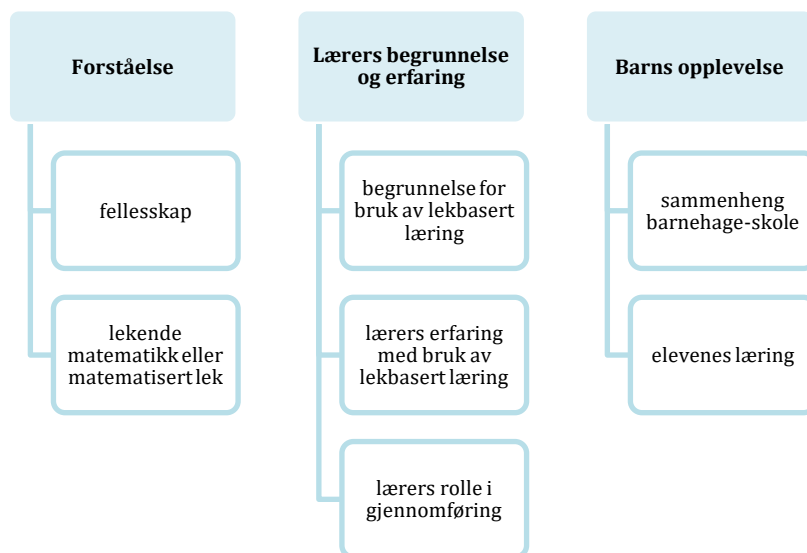 Forståelse
fellesskap
lekende
matematikk eller
matematisert lek
Lærers begrunnelse
og erfaring
begrunnelse for
bruk av lekbasert
læring
lærers erfaring
med bruk av
lekbasert læring
lærers rolle i
gjennomføring
Barns opplevelse
sammenheng
barnehage-skole
elevenes læring